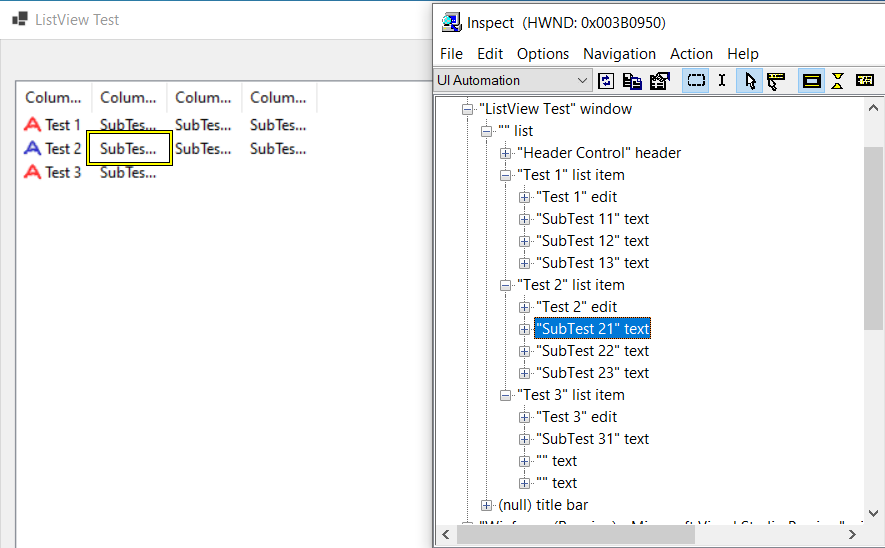 ListView Test
Colum... Colum... Colum... Colum...
Test 1 SubTes... SubTes... SubTes...
Test 2 SubTes... SubTes... SubTes...
Test 3 SubTes...
Inspect (HWND: 0x003B0950)
File Edit Options Navigation Action Help
UI Automation
"ListView Test" window
"" list
"Header Control" header
"Test 1" list item
"Test 1" edit
"SubTest 11" text
"SubTest 12" text
"SubTest 13" text
"Test 2" list item
"Test 2" edit
"SubTest 21" text
"SubTest 22" text
"SubTest 23" text
"Test 3" list item
"Test 3" edit
"SubTest 31" text
"" text
"" text
(null) title bar